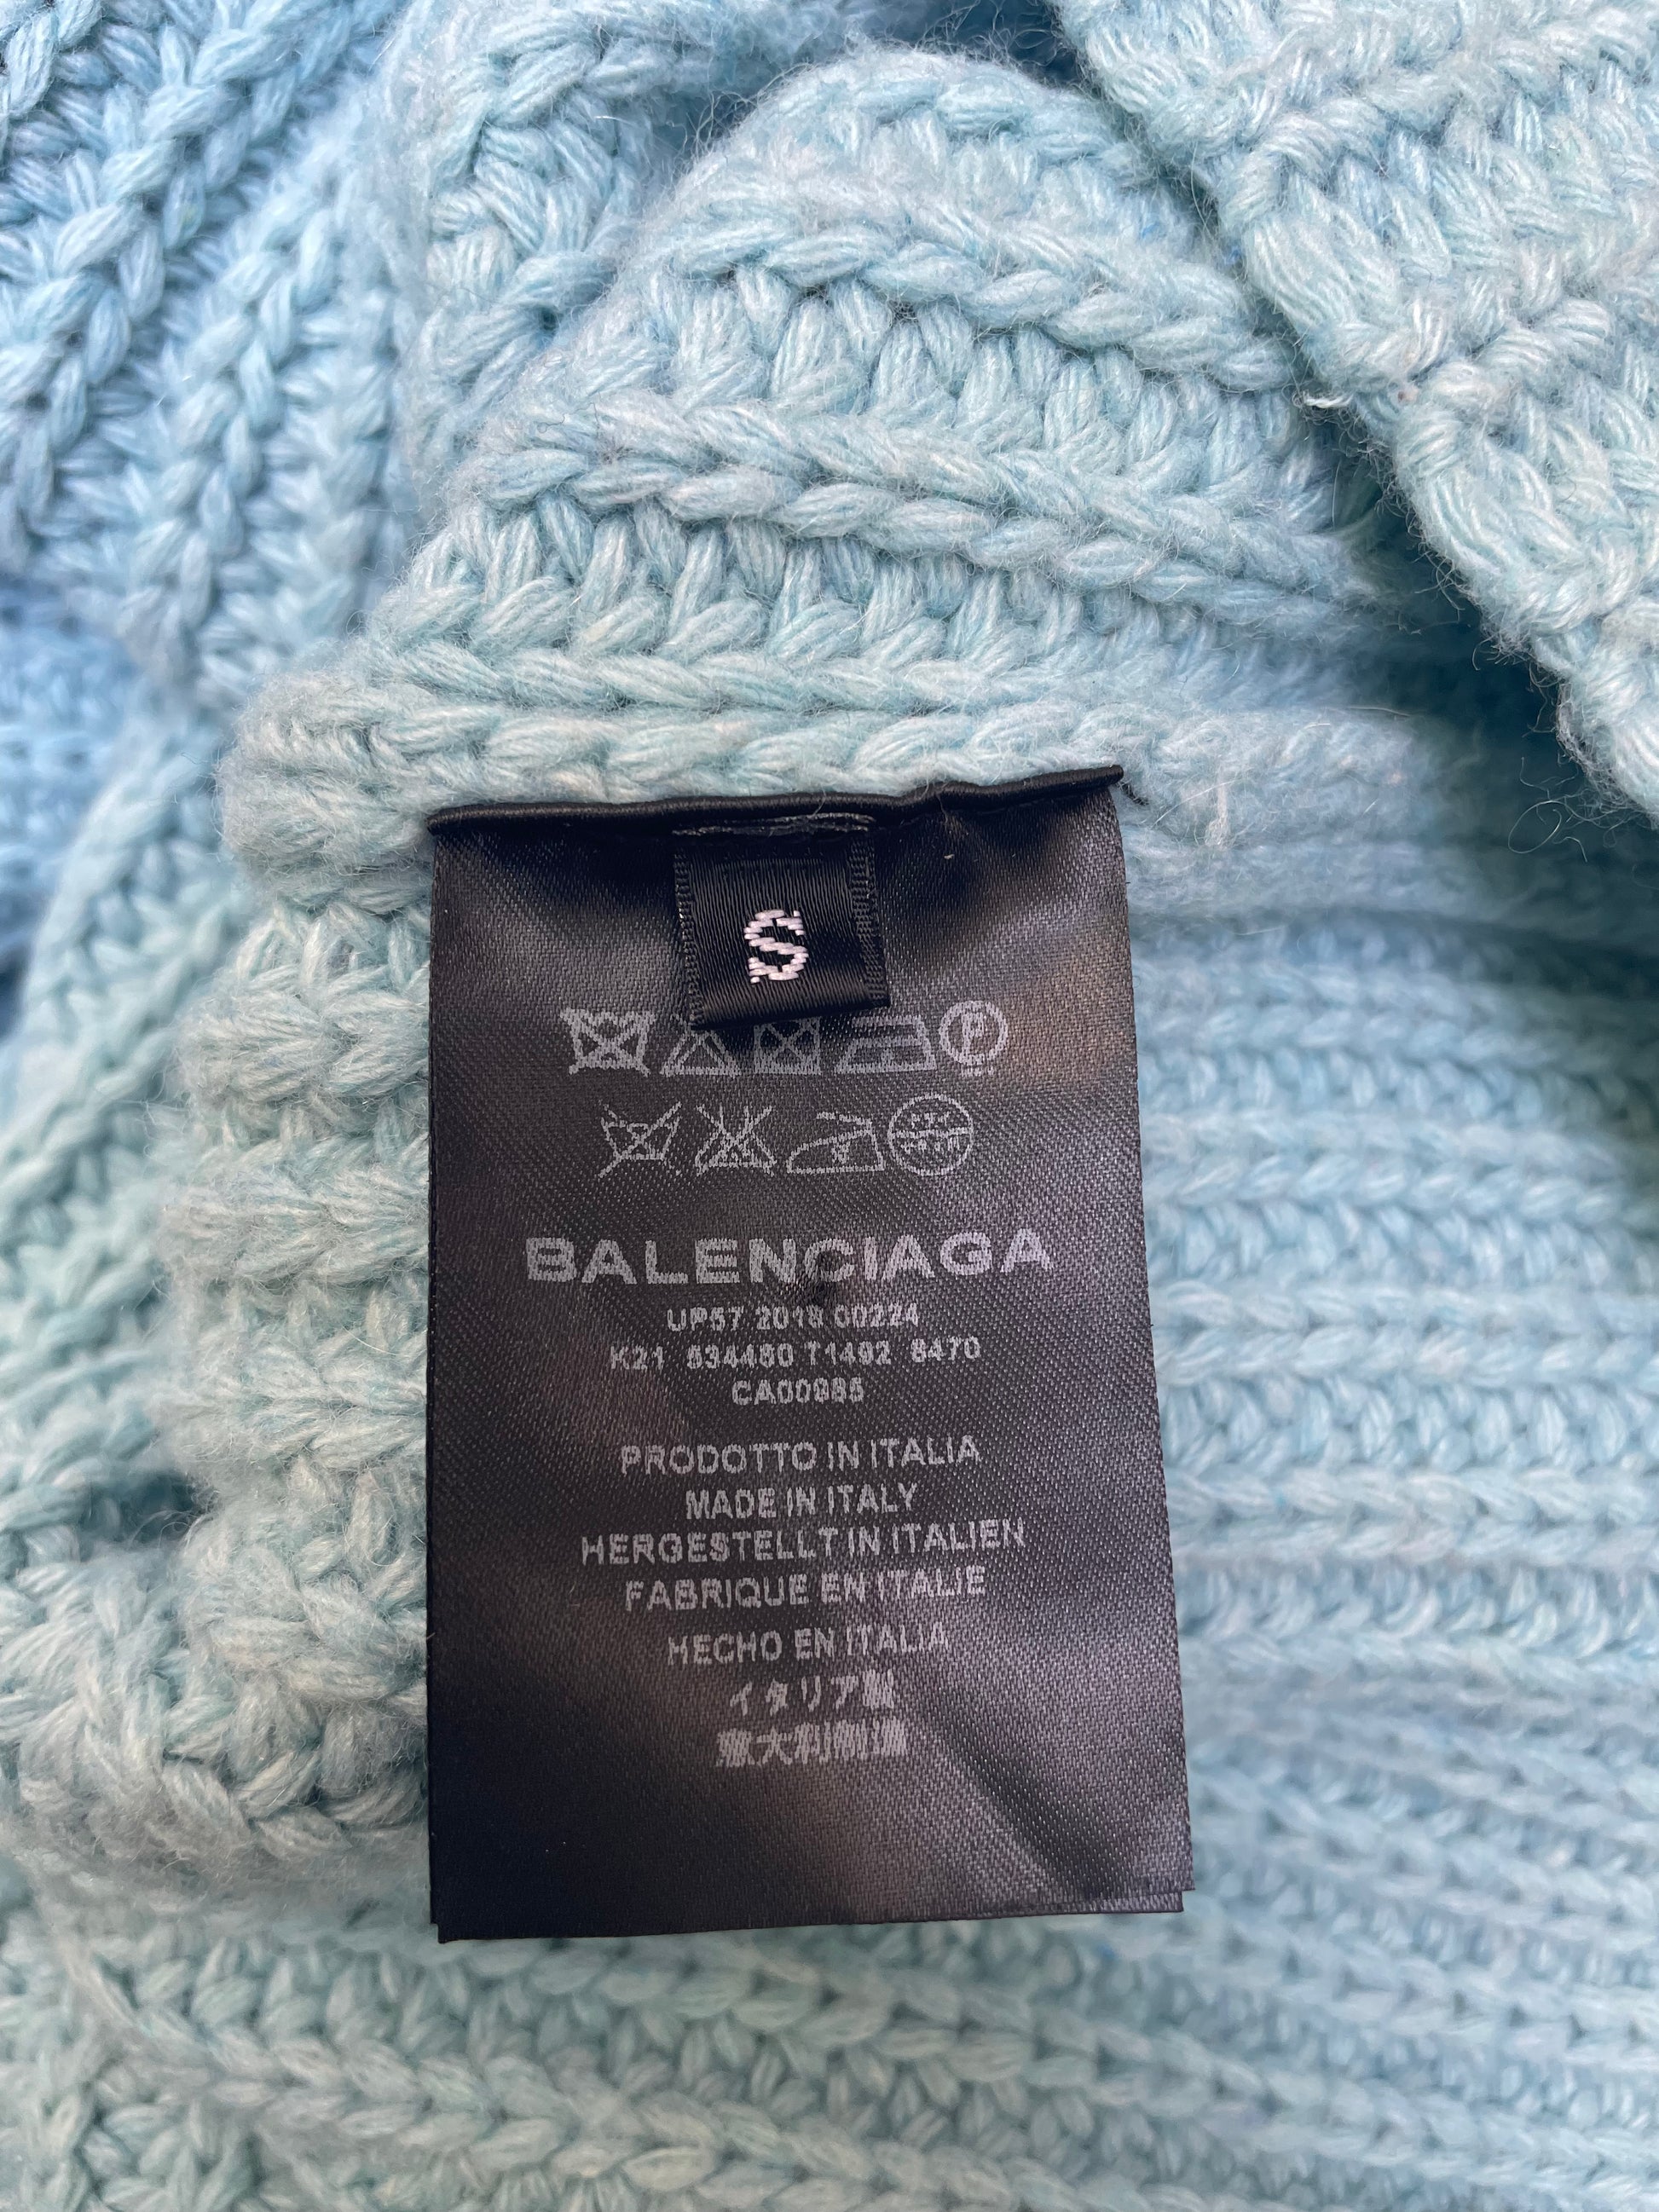 S
P
DRY
BALENCIAGA
UP57 2018 00224
K21 534480 T1492 8470
CA00985
PRODOTTO IN ITALIA
MADE IN ITALY
HERGESTELLT IN ITALIEN
FABRIQUE EN ITALIE
HECHO EN ITALIA
イタリア製
意大利制造